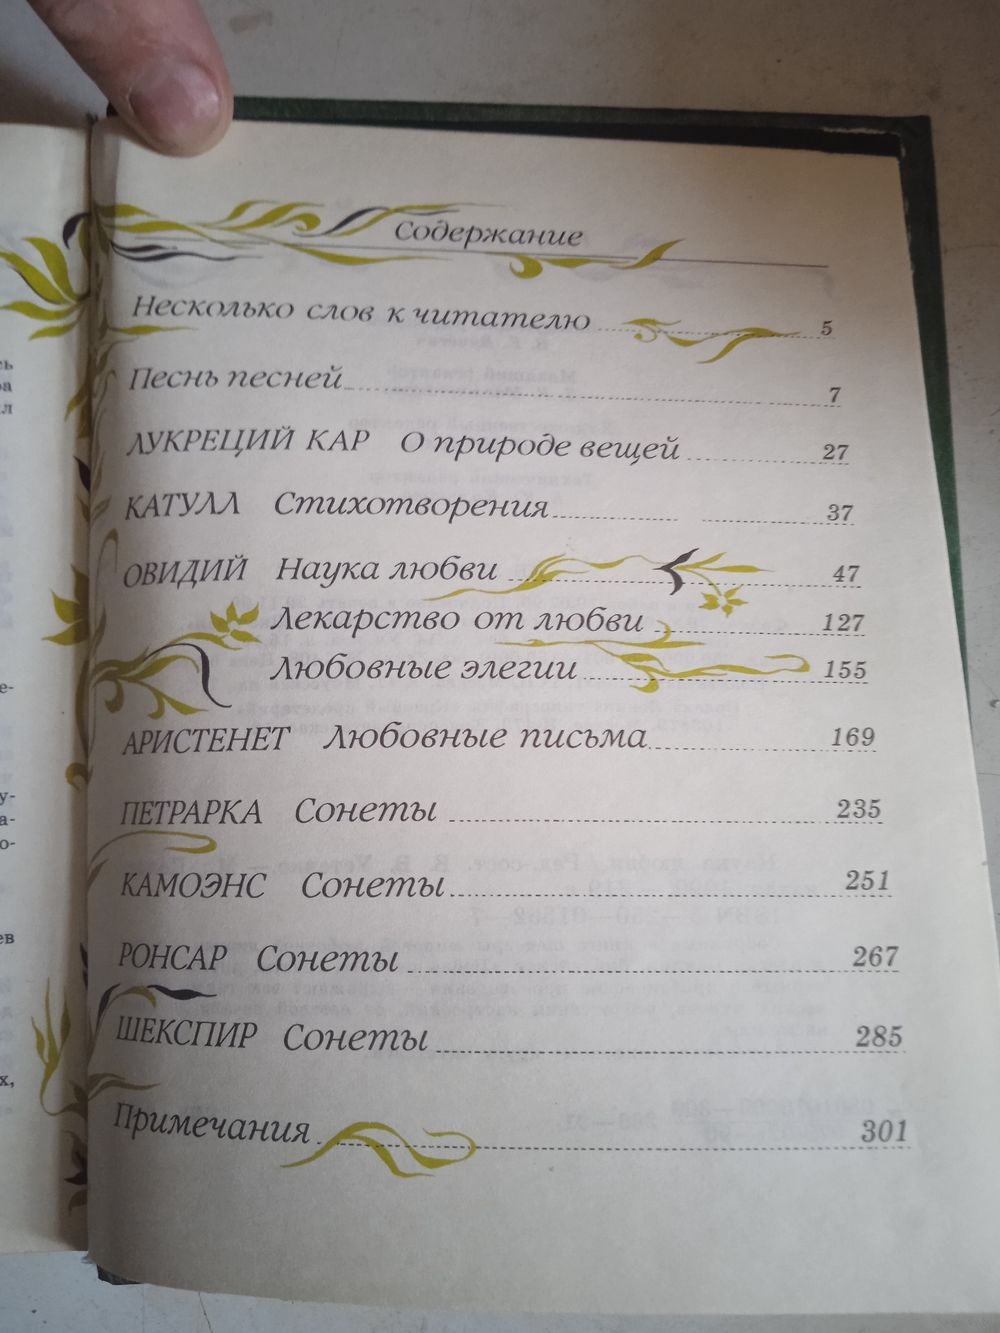 Содержание
Несколько слов к читателю 5
Песнь песней 7
ЛУКРЕЦИЙ КАР О природе вещей 27
КАТУЛЛ Стихотворения 37
ОВИДИЙ Наука любви 47
Лекарство от любви 127
Любовные элегии 155
АРИСТЕНЕТ Любовные письма 169
ПЕТРАРКА Сонеты 235
КАМОЭНС Сонеты 251
РОНСАР Сонеты 267
ШЕКСПИР Сонеты 285
Примечания 301